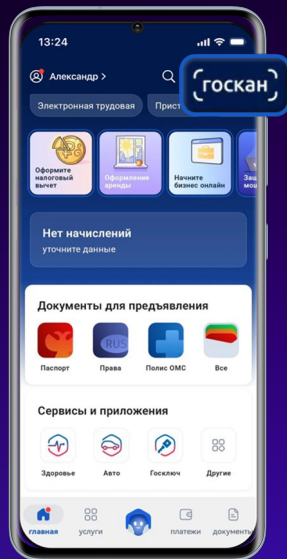 13:24
Александр >
госкан
Электронная трудовая
Прист
Оформите
налоговый
вычет
Оформление
аренды
Начните
бизнес онлайн
Нет начислений
уточните данные
Документы для предъявления
RUS
Паспорт
Права
Полис ОМС
Все
Сервисы и приложения
Здоровье
Авто
Госключ
Другие
главная
услуги
платежи
документы